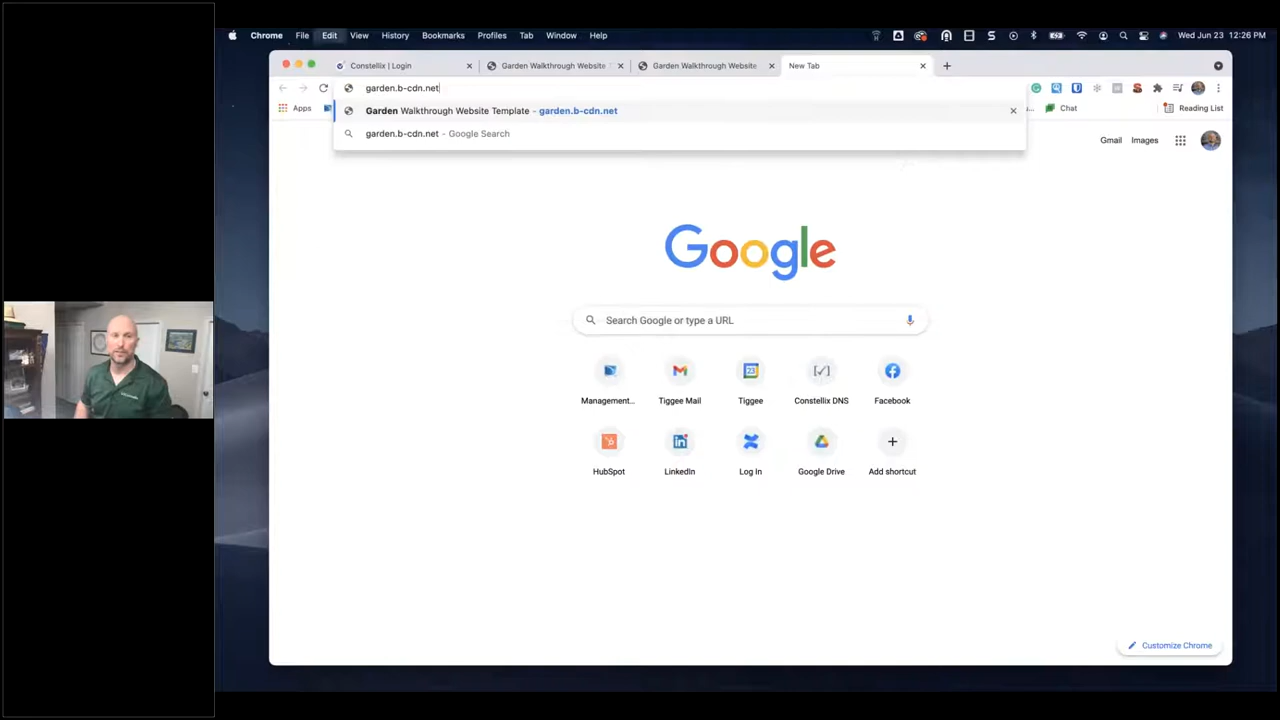 Chrome File Edit View History Bookmarks Profiles Tab Window Help Wed Jun 23 12:26 PM
Constellix | Login Garden Walkthrough Website Garden Walkthrough Website New Tab
garden.b-cdn.net
Garden Walkthrough Website Template - garden.b-cdn.net
garden.b-cdn.net - Google Search
Apps Chat Reading List
Gmail Images
Google
Search Google or type a URL
23
Management... Tiggee Mail Tiggee Constellix DNS Facebook
HubSpot LinkedIn Log In Google Drive Add shortcut
Customize Chrome